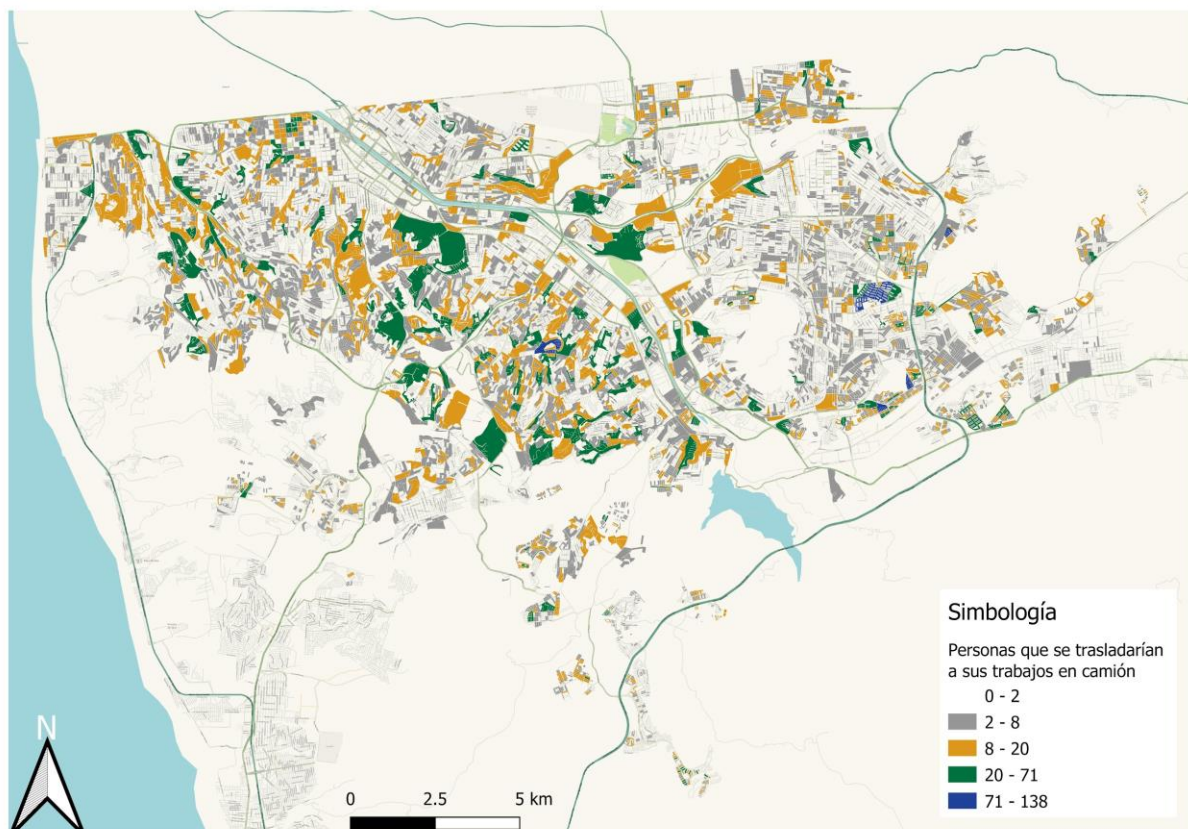 Simbología
Personas que se trasladarían
a sus trabajos en camión
0 - 2
2 - 8
8 - 20
20 - 71
71 - 138
N
0 2.5 5 km